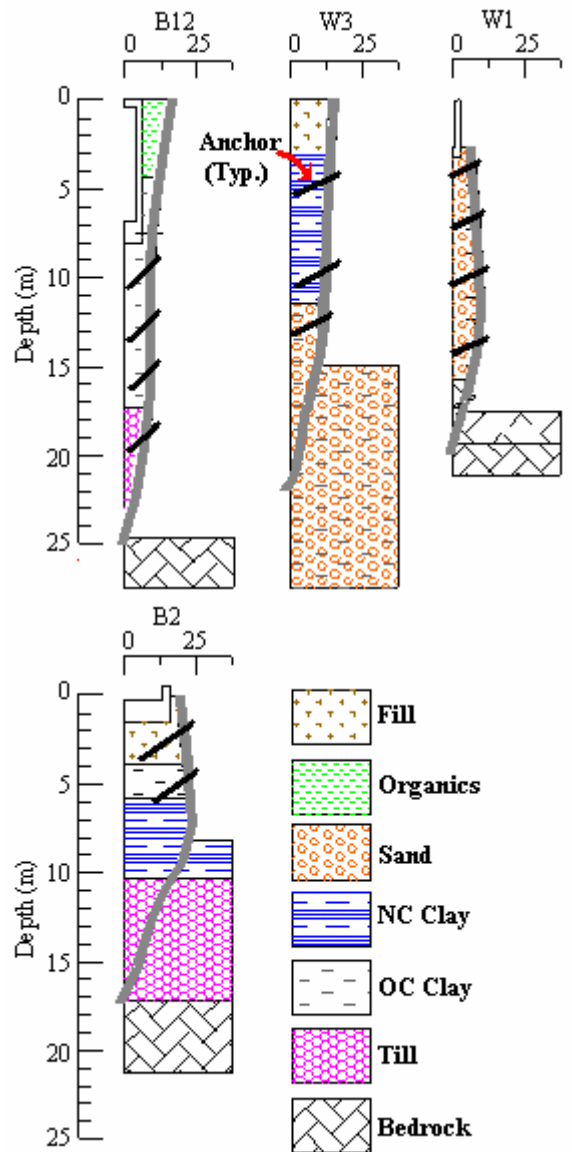 B12 W3 W1
0 25 0 25 0 25
0
Anchor
(Typ.)
5
10
Depth (m)
15
20
25
B2
0 25
0
Fill
5
Organics
10
Sand
Depth (m)
NC Clay
15
OC Clay
20
Till
25
Bedrock